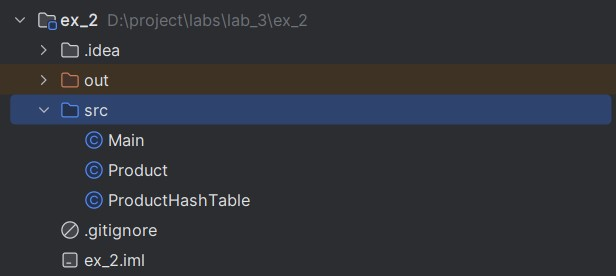 ex_2 D:\project\labs\lab_3\ex_2
.idea
out
src
Main
Product
ProductHashTable
.gitignore
ex_2.iml